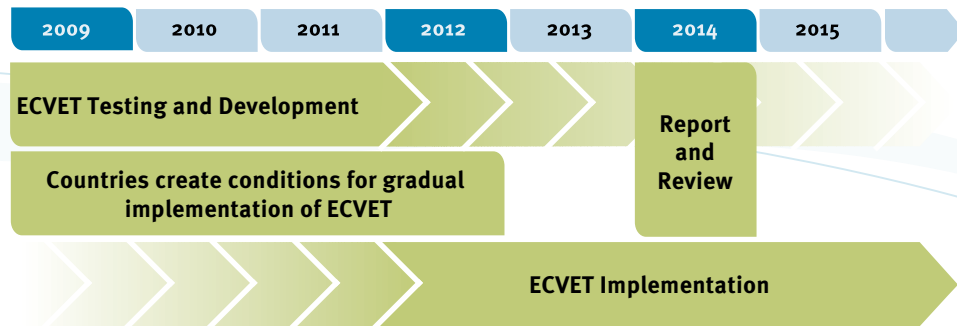 2009 2010 2011 2012 2013 2014 2015
ECVET Testing and Development
Report
and
Review
Countries create conditions for gradual
implementation of ECVET
ECVET Implementation